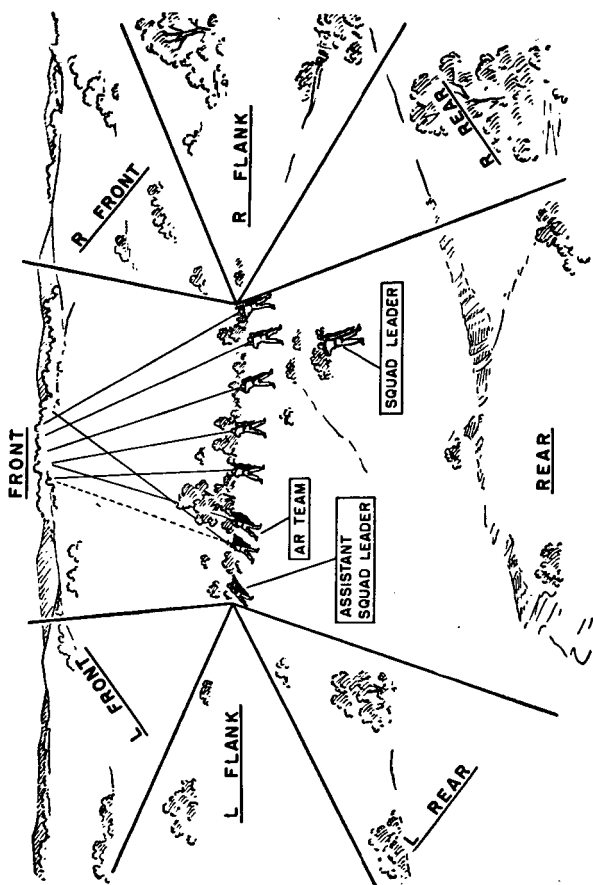 FRONT
L FRONT
R FRONT
L FLANK
R FLANK
AR TEAM
ASSISTANT
SQUAD LEADER
SQUAD LEADER
L REAR
REAR
R REAR